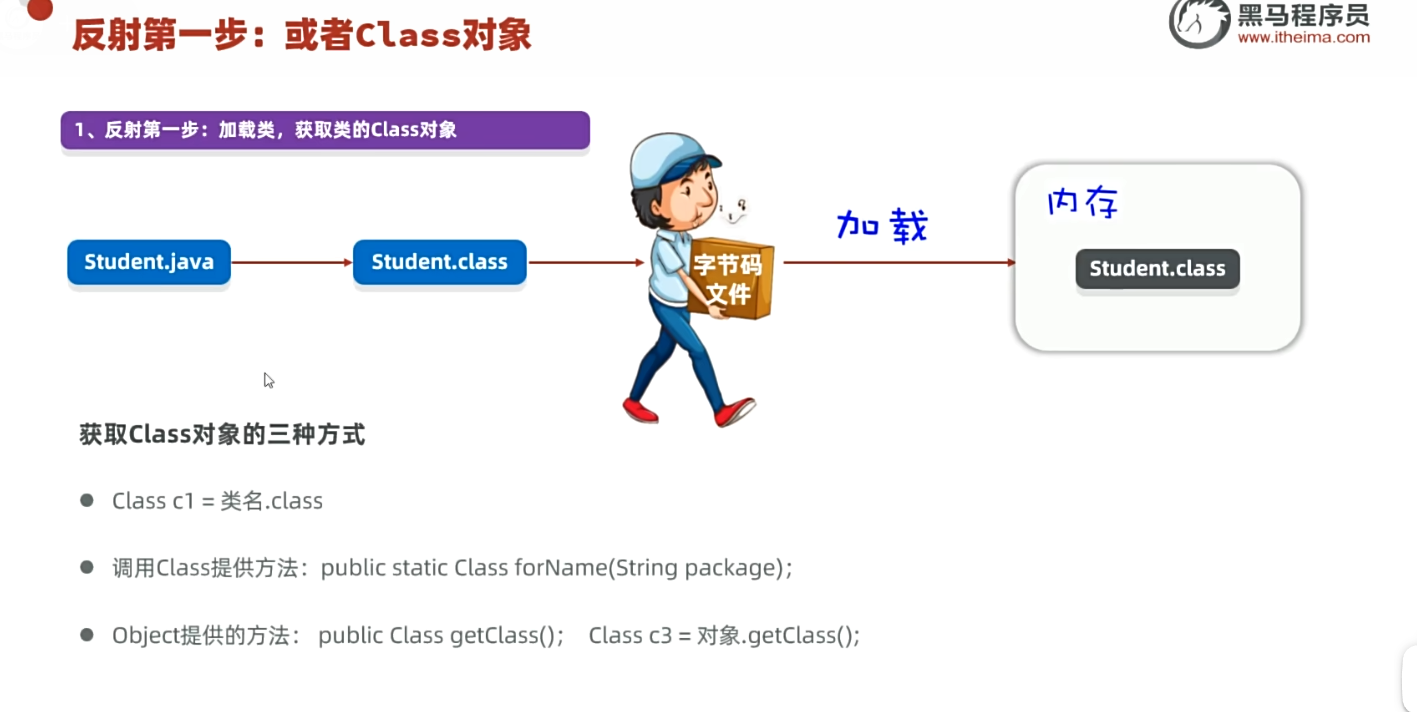 反射第一步：或者Class对象
黑马程序员
www.itheima.com
1、反射第一步：加载类，获取类的Class对象
Student.java
Student.class
字节码
文件
加载
内存
Student.class
获取Class对象的三种方式
Class c1 = 类名.class
调用Class提供方法：public static Class forName(String package);
Object提供的方法： public Class getClass(); Class c3 = 对象.getClass();